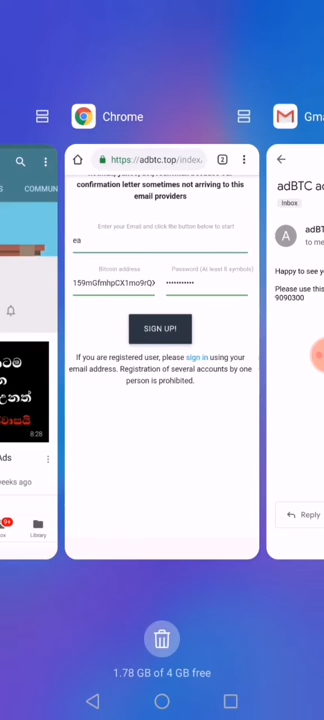 Chrome
Gma
https://adbtc.top/index.
2
confirmation letter sometimes not arriving to this
email providers
COMMUN
Enter your Email and click the button below to start
ea
Bitcoin address
Password (At least 8 symbols)
159mGfmhpCX1mo9rQX
•••••••••••
SIGN UP!
If you are registered user, please sign in using your
email address. Registration of several accounts by one
person is prohibited.
adBTC ac
Inbox
A
adBT
to me
Happy to see y
Please use this
9090300
Reply
8:28
Ads
weeks ago
9+
ox
Library
1.78 GB of 4 GB free